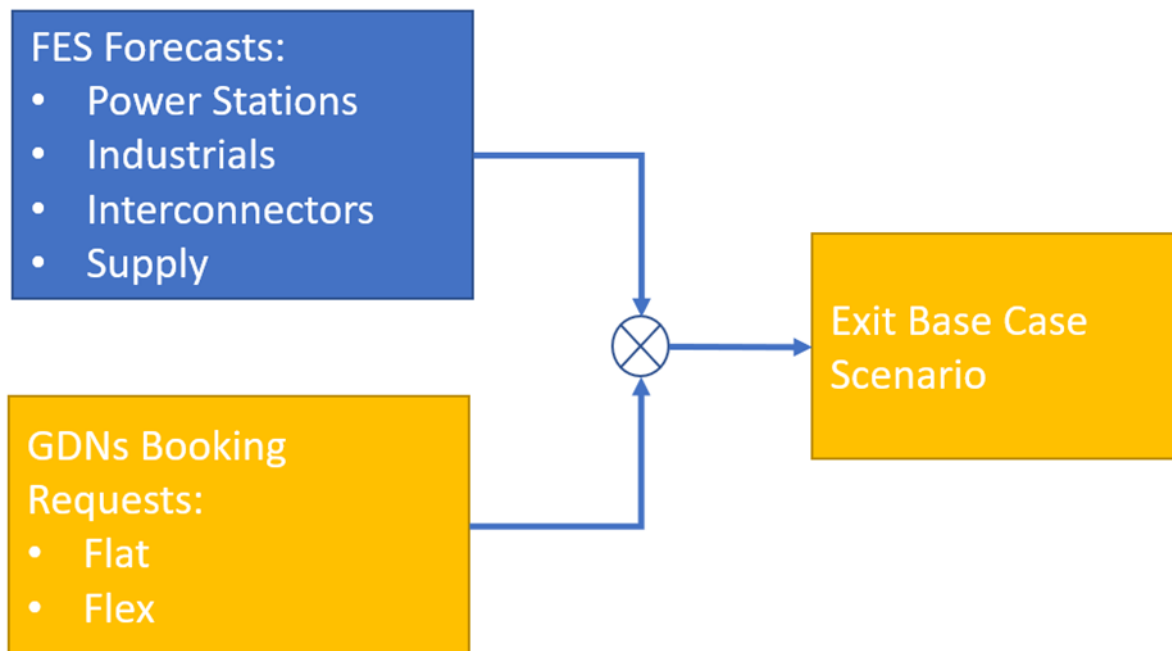 FES Forecasts:
• Power Stations
• Industrials
• Interconnectors
• Supply
GDNs Booking
Requests:
• Flat
• Flex
Exit Base Case
Scenario